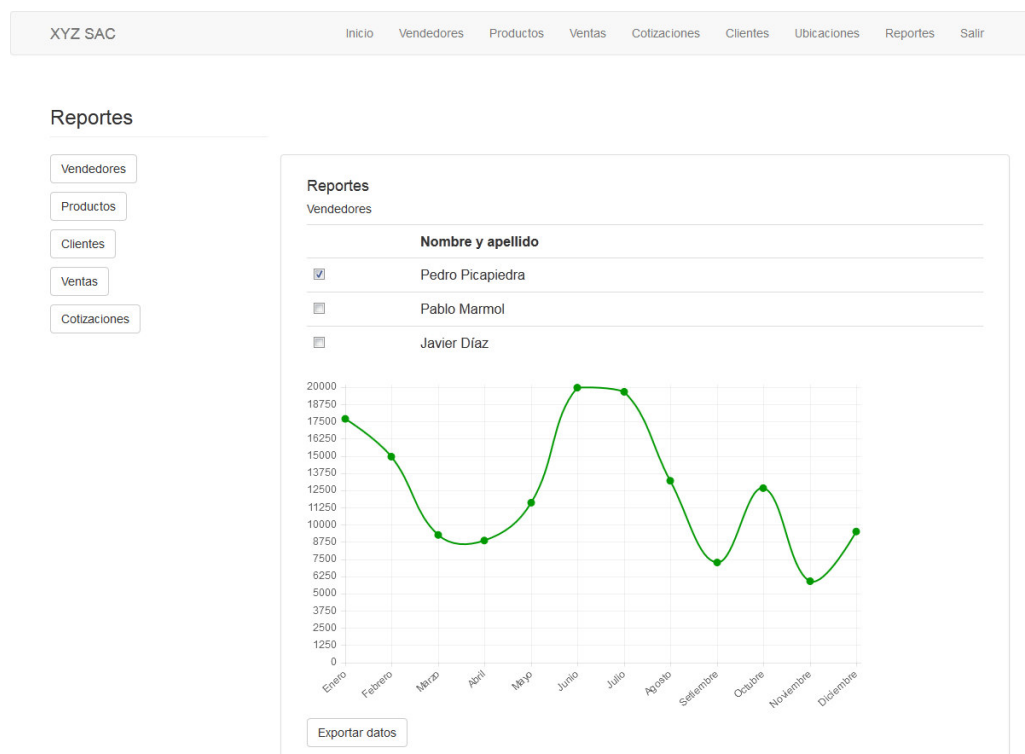 XYZ SAC Inicio Vendedores Productos Ventas Cotizaciones Clientes Ubicaciones Reportes Salir
Reportes
Vendedores
Productos
Clientes
Ventas
Cotizaciones
Reportes
Vendedores
Nombre y apellido
Pedro Picapiedra
Pablo Marmol
Javier Díaz
20000
18750
17500
16250
15000
13750
12500
11250
10000
8750
7500
6250
5000
3750
2500
1250
0
Enero Febrero Marzo Abril Mayo Junio Julio Agosto Setiembre Octubre Noviembre Diciembre
Exportar datos